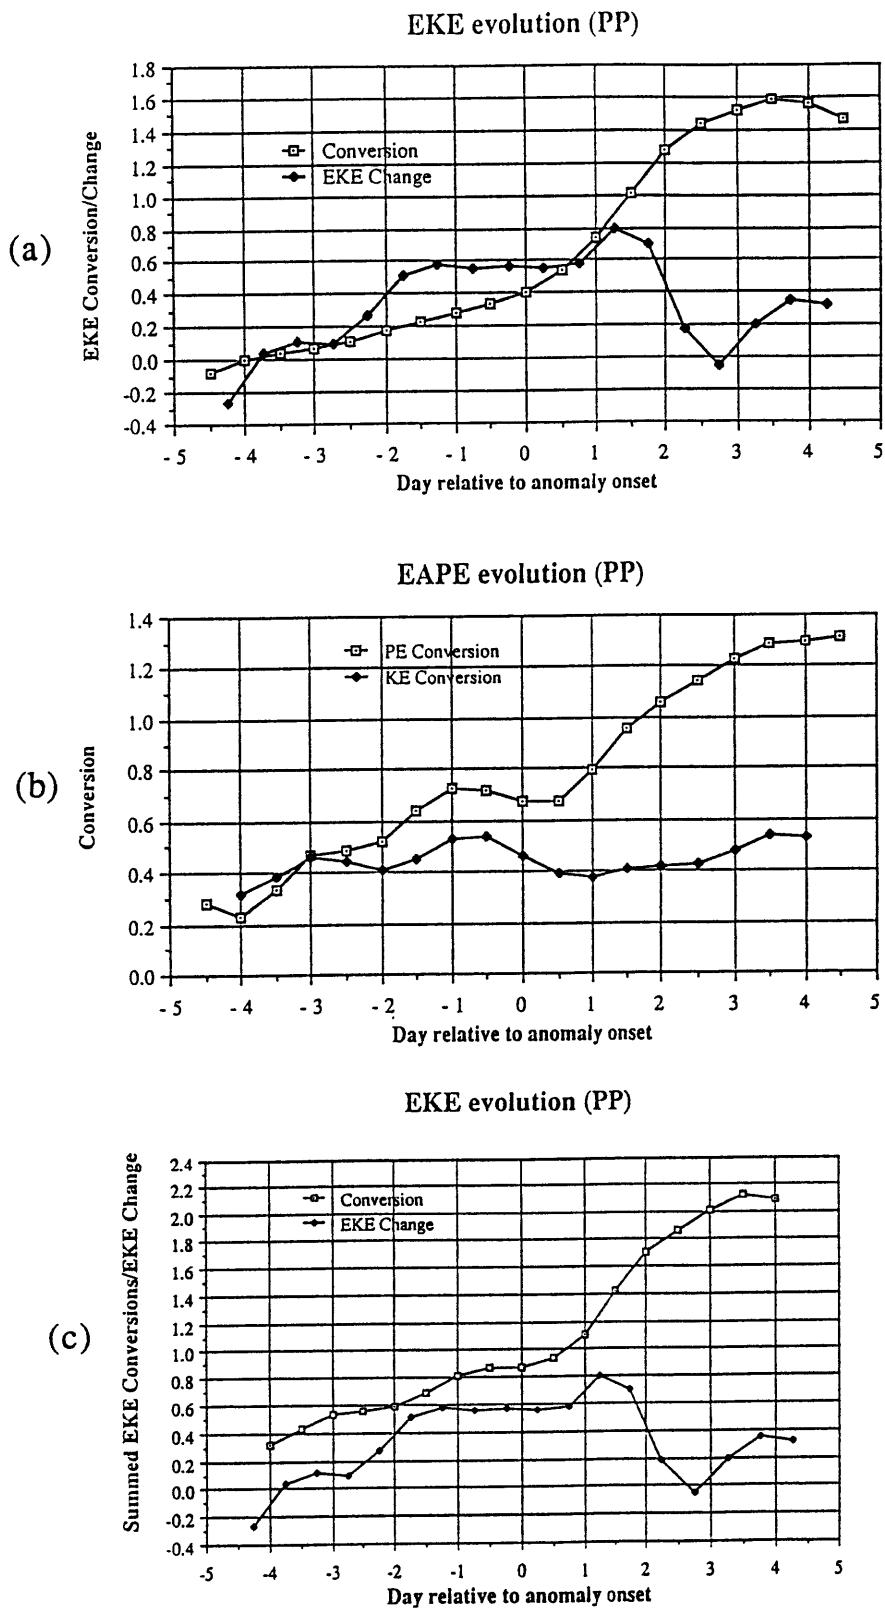 EKE evolution (PP)
(a)
EKE Conversion/Change
1.8
1.6
1.4
1.2
1.0
0.8
0.6
0.4
0.2
0.0
-0.2
-0.4
Conversion
EKE Change
- 5 - 4 - 3 - 2 - 1 0 1 2 3 4 5
Day relative to anomaly onset
EAPE evolution (PP)
(b)
Conversion
1.4
1.2
1.0
0.8
0.6
0.4
0.2
0.0
PE Conversion
KE Conversion
- 5 - 4 - 3 - 2 - 1 0 1 2 3 4 5
Day relative to anomaly onset
EKE evolution (PP)
(c)
Summed EKE Conversions/EKE Change
2.4
2.2
2.0
1.8
1.6
1.4
1.2
1.0
0.8
0.6
0.4
0.2
0.0
-0.2
-0.4
Conversion
EKE Change
-5 -4 -3 -2 -1 0 1 2 3 4 5
Day relative to anomaly onset